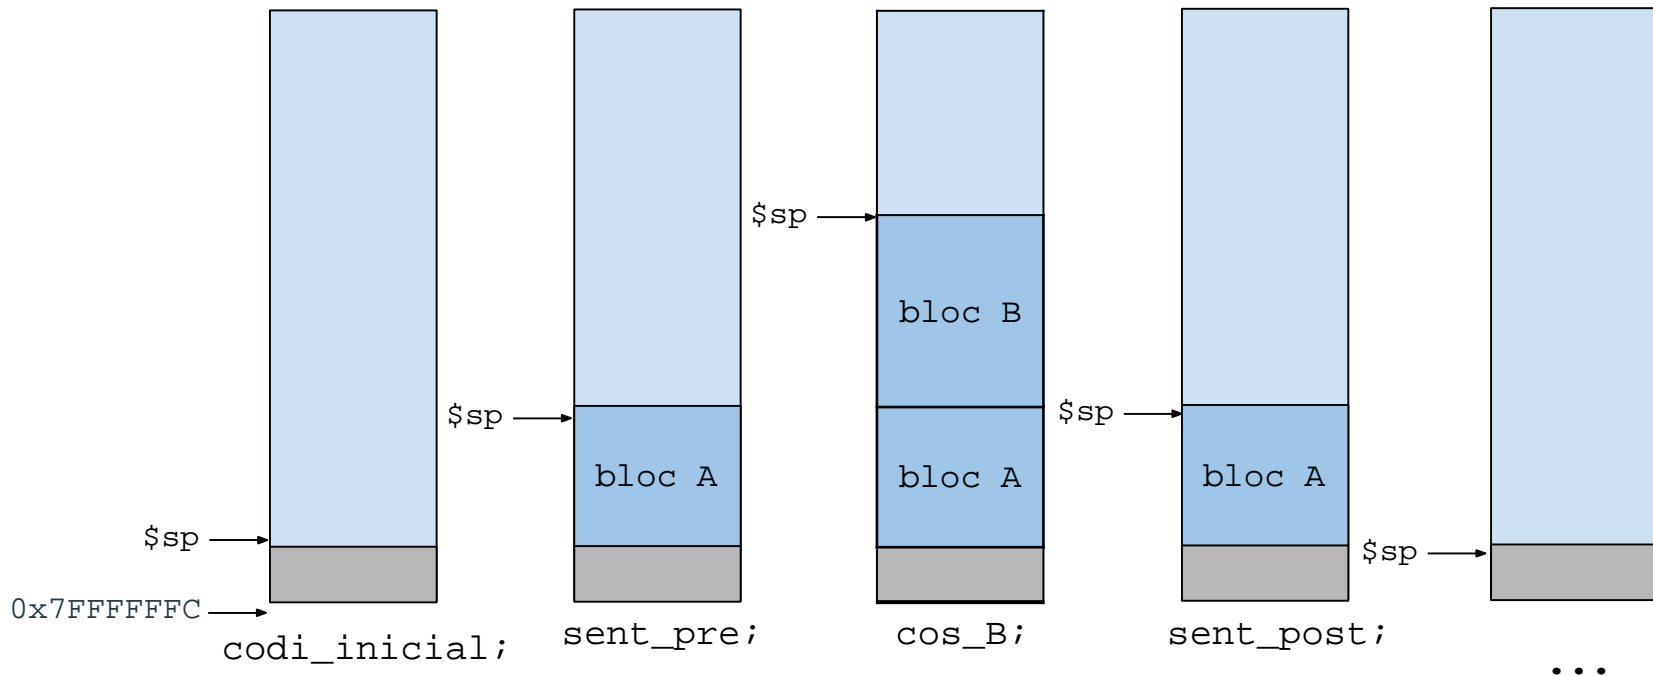 $sp
0x7FFFFFFC
codi_inicial;
$sp
bloc A
sent_pre;
$sp
bloc B
bloc A
cos_B;
$sp
bloc A
sent_post;
$sp
...